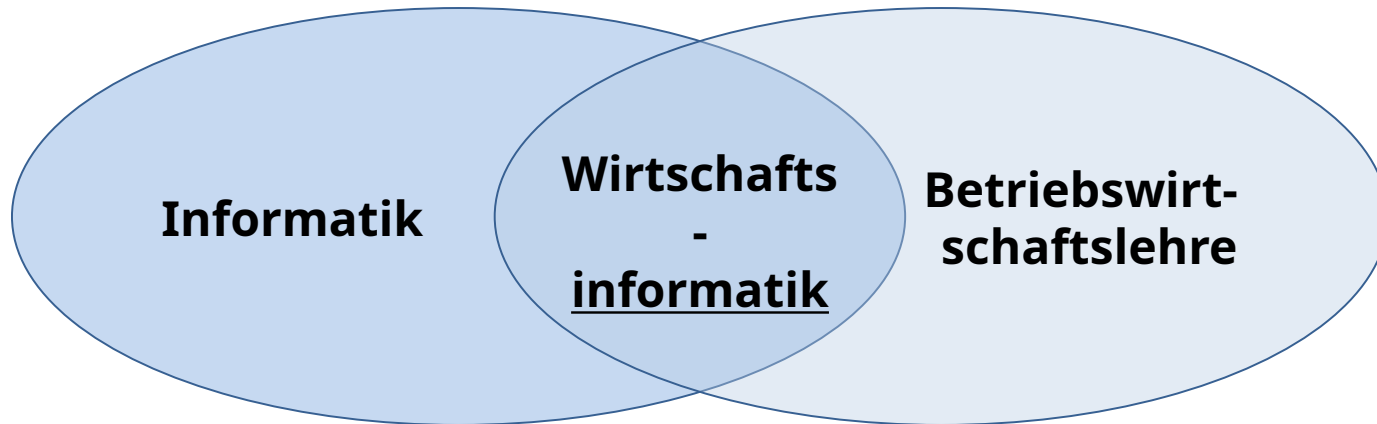 Informatik
Wirtschafts
-
informatik
Betriebswirt-
schaftslehre